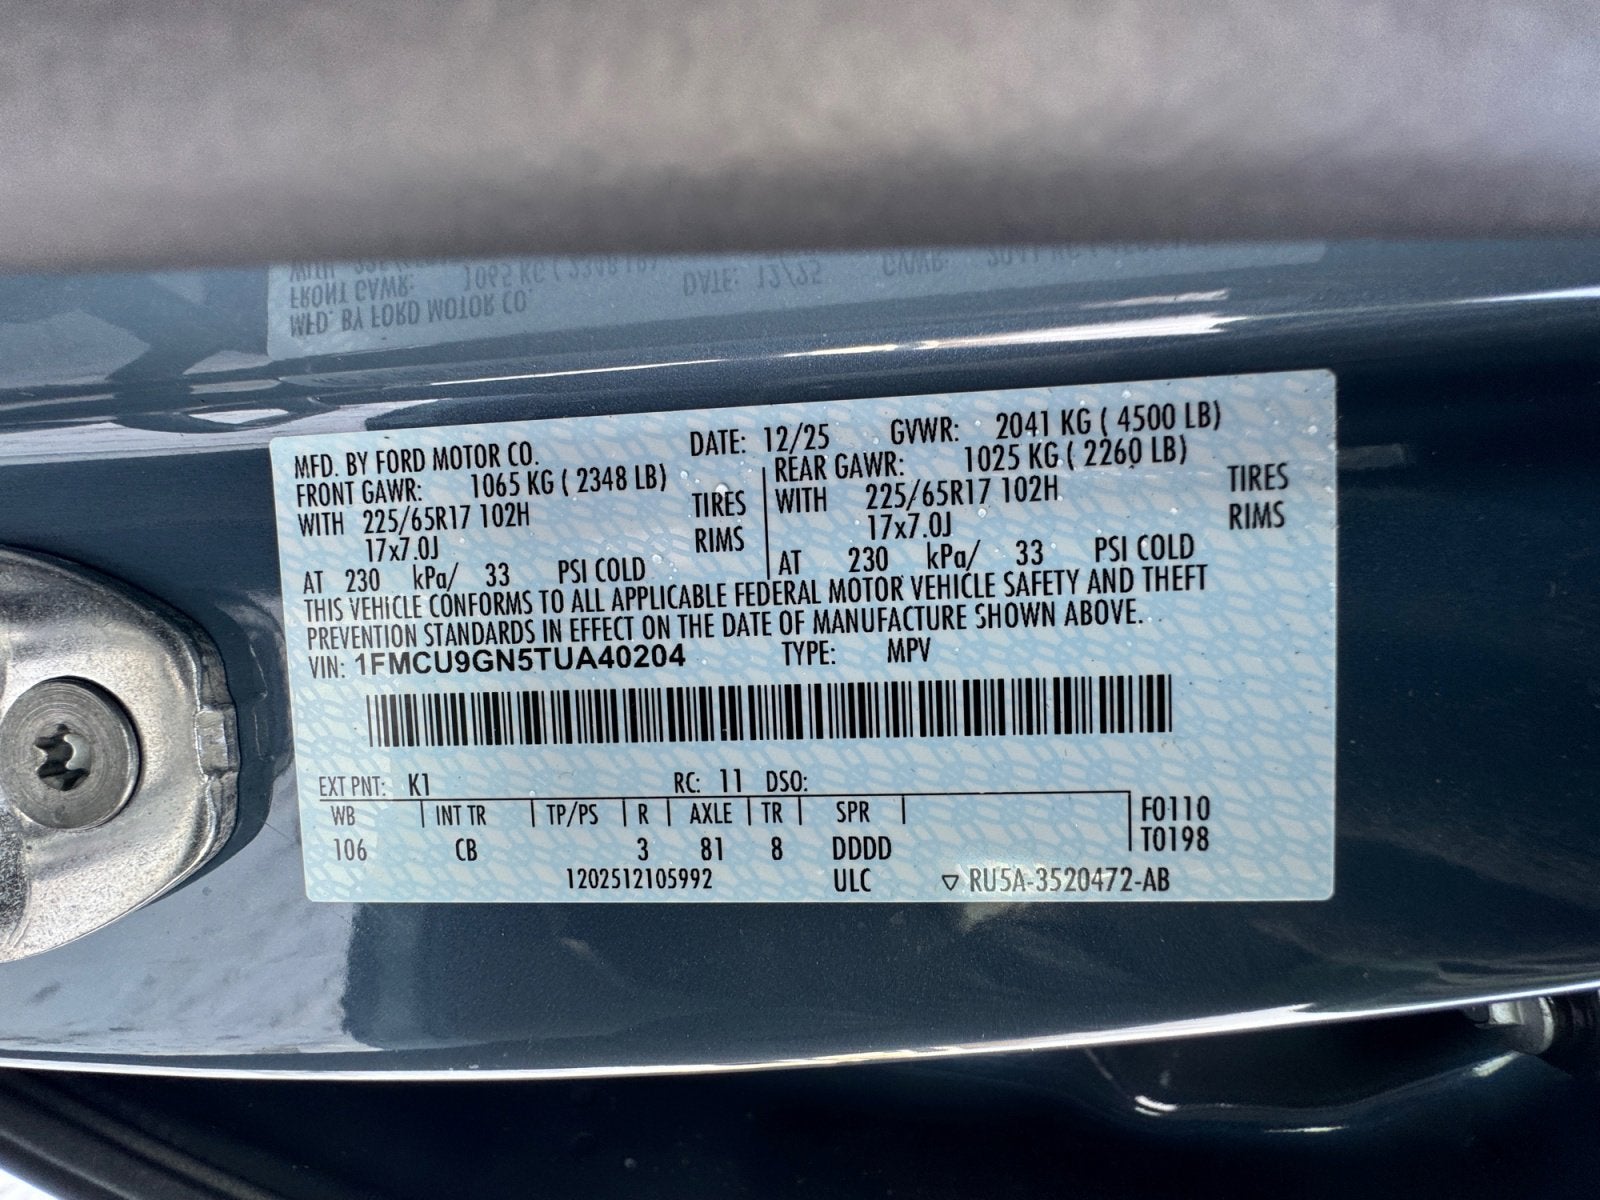 MFD. BY FORD MOTOR CO. DATE: 12/25 GVWR: 2041 KG ( 4500 LB)
FRONT GAWR: 1065 KG ( 2348 LB) REAR GAWR: 1025 KG ( 2260 LB)
WITH 225/65R17 102H TIRES WITH 225/65R17 102H TIRES
17x7.0J RIMS 17x7.0J RIMS
AT 230 kPa/ 33 PSI COLD AT 230 kPa/ 33 PSI COLD
THIS VEHICLE CONFORMS TO ALL APPLICABLE FEDERAL MOTOR VEHICLE SAFETY AND THEFT
PREVENTION STANDARDS IN EFFECT ON THE DATE OF MANUFACTURE SHOWN ABOVE.
VIN: 1FMCU9GN5TUA40204 TYPE: MPV
EXT PNT: K1 RC: 11 DSO:
WB INT TR TP/PS R AXLE TR SPR F0110
106 CB 3 81 8 DDDD T0198
1202512105992 ULC ▽ RU5A-3520472-AB